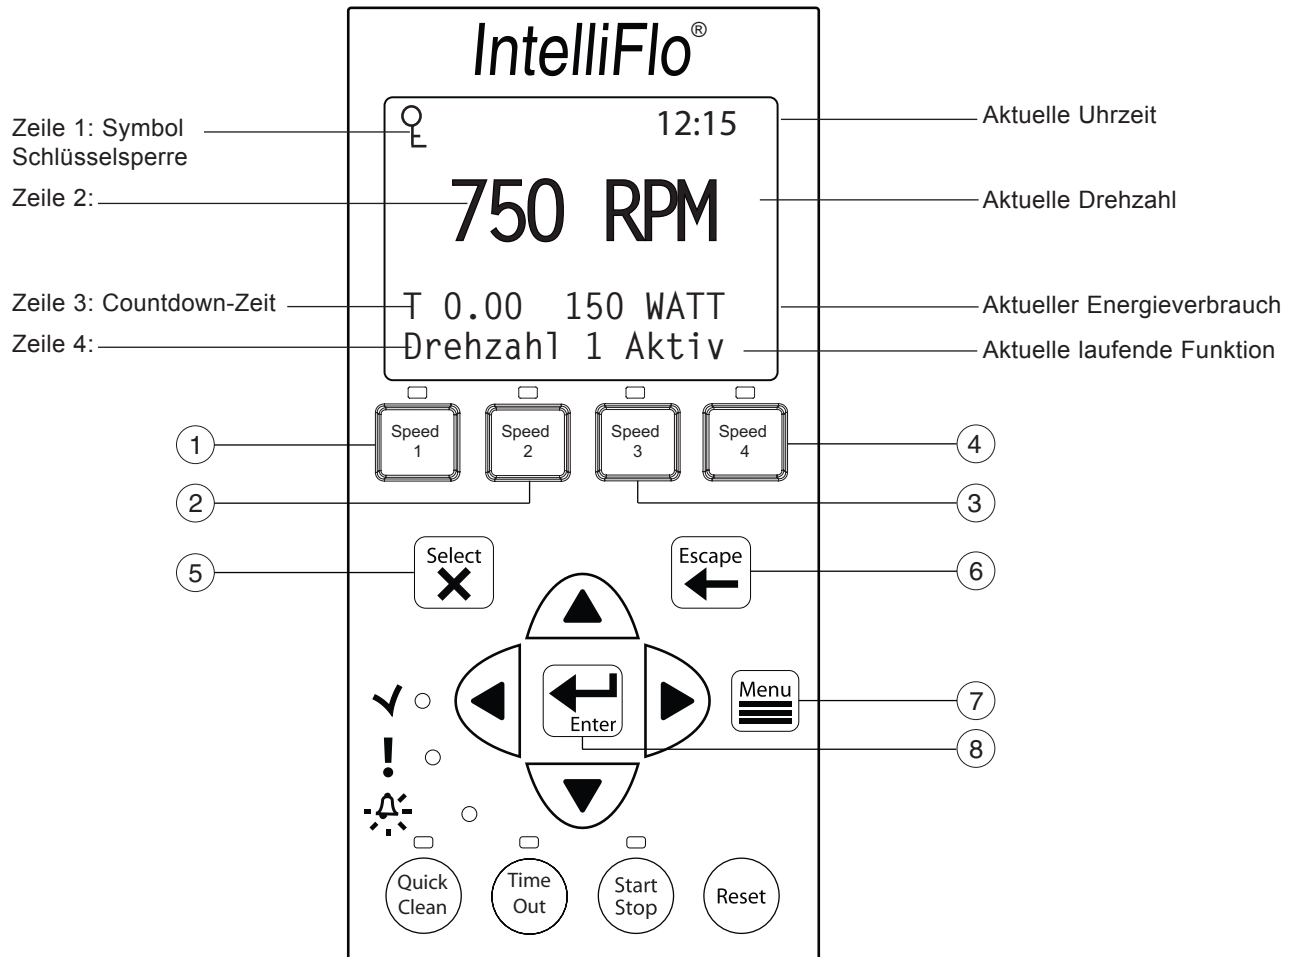 IntelliFlo®
Zeile 1: Symbol
Schlüsselsperre
12:15
Aktuelle Uhrzeit
Zeile 2:
750 RPM
Aktuelle Drehzahl
Zeile 3: Countdown-Zeit
T 0.00 150 WATT
Aktueller Energieverbrauch
Zeile 4:
Drehzahl 1 Aktiv
Aktuelle laufende Funktion
1
Speed
1
Speed
2
Speed
3
Speed
4
4
2
3
5
Select
Escape
6
Enter
Menu
7
8
!
Quick
Clean
Time
Out
Start
Stop
Reset